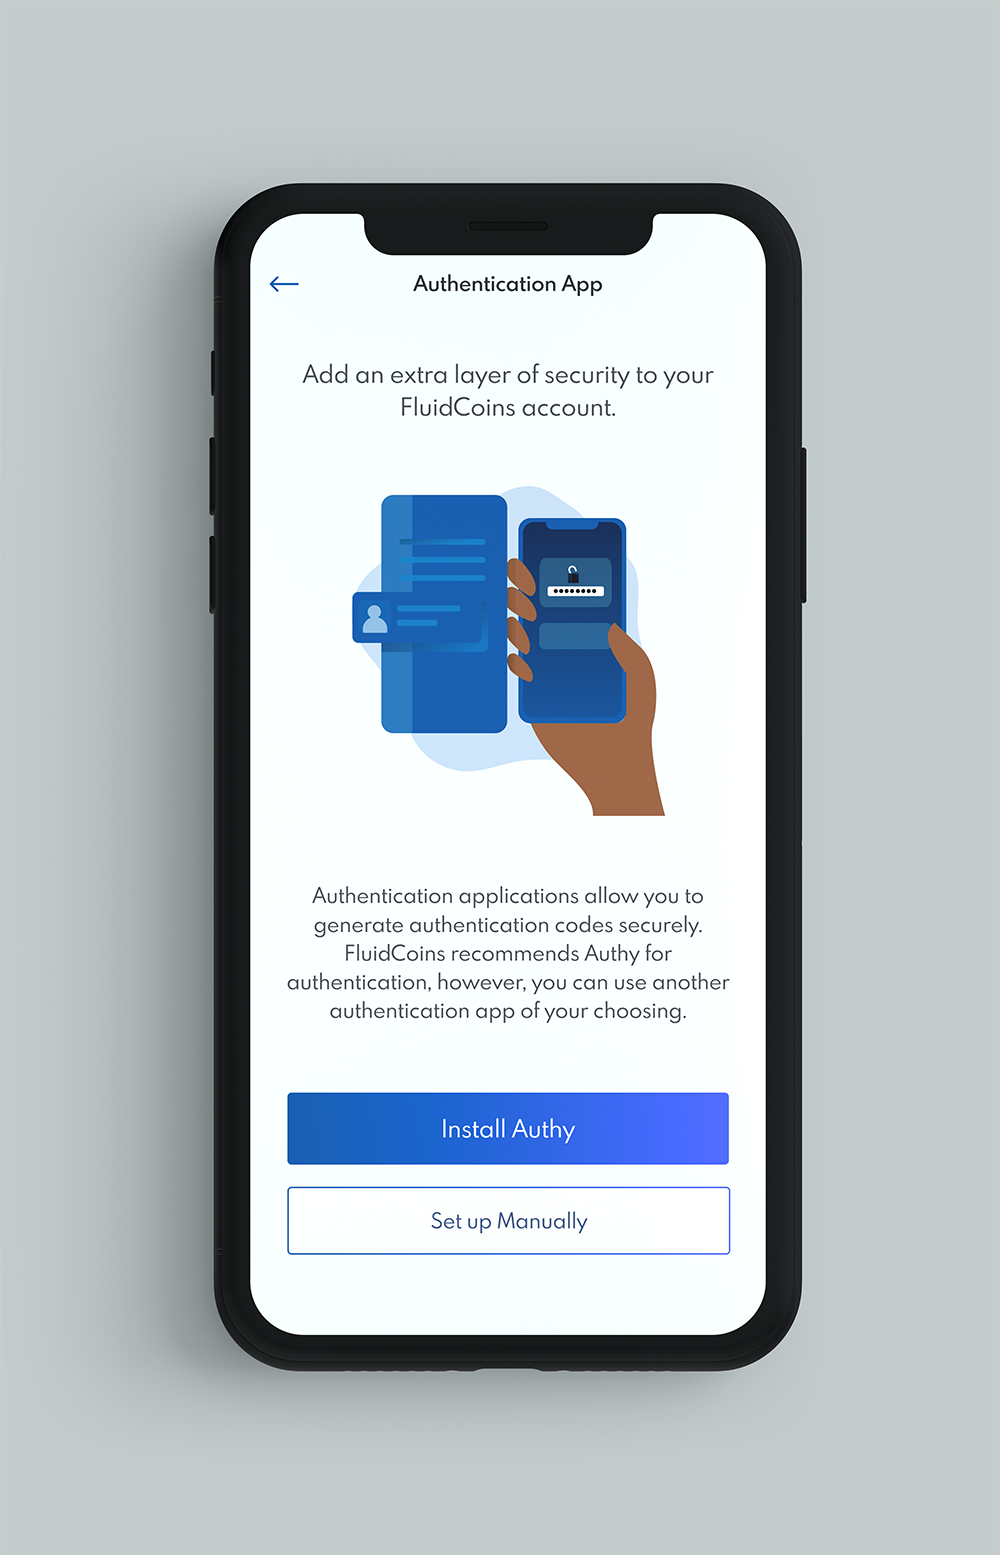 Authentication App
Add an extra layer of security to your
FluidCoins account.
Authentication applications allow you to
generate authentication codes securely.
FluidCoins recommends Authy for
authentication, however, you can use another
authentication app of your choosing.
Install Authy
Set up Manually